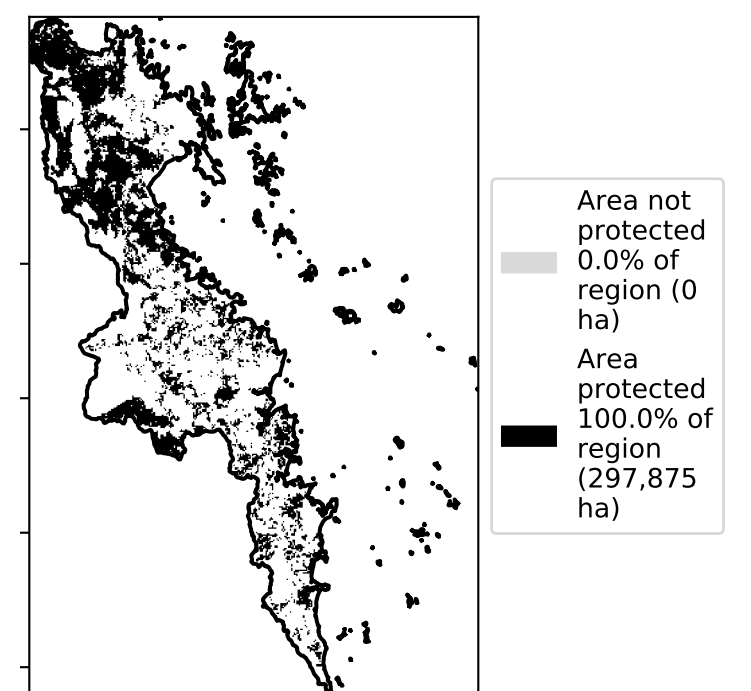 Area not
protected
0.0% of
region (0
ha)
Area
protected
100.0% of
region
(297,875
ha)